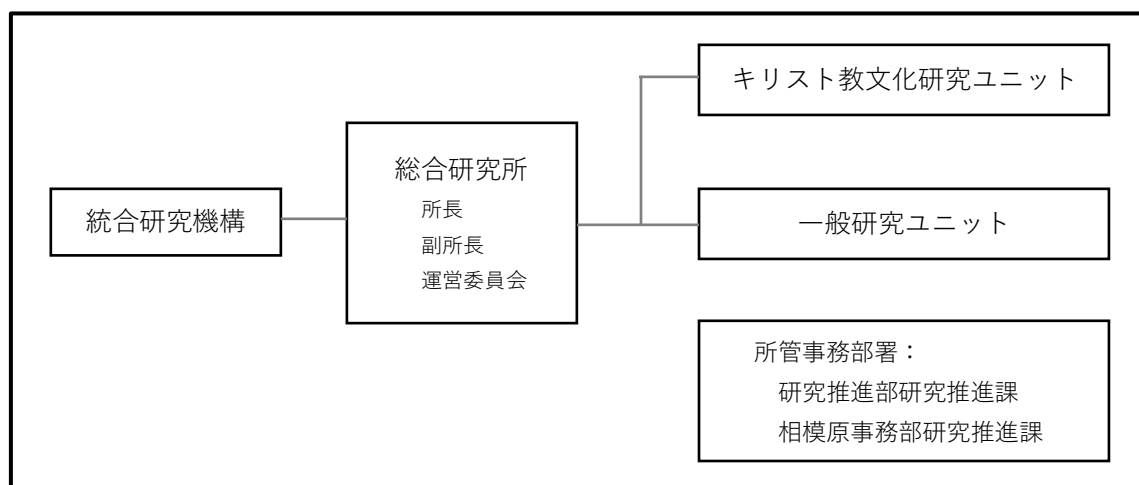 統合研究機構
総合研究所
所長
副所長
運営委員会
キリスト教文化研究ユニット
一般研究ユニット
所管事務部署：
研究推進部研究推進課
相模原事務部研究推進課